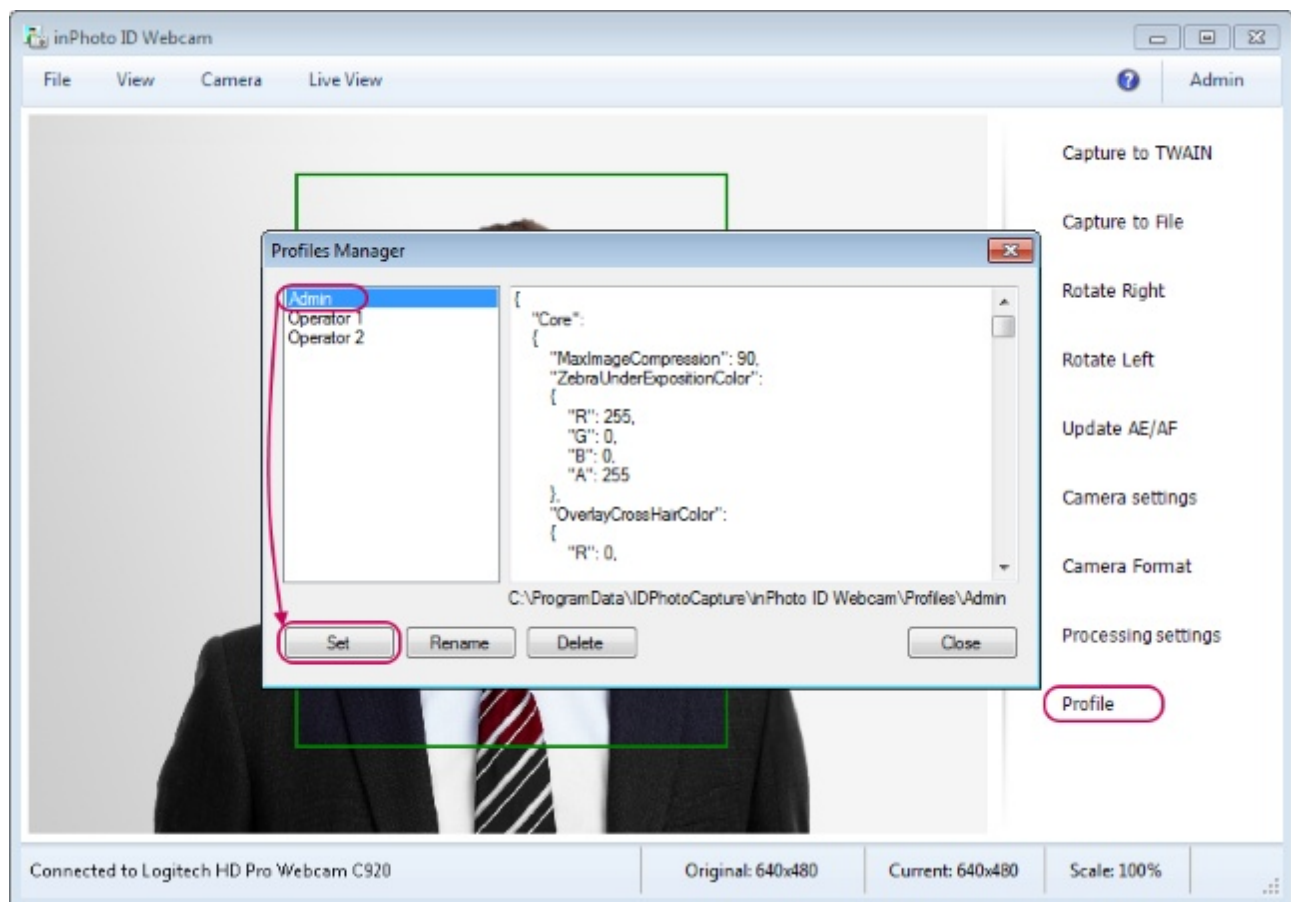 inPhoto ID Webcam
File View Camera Live View ? Admin
Capture to TWAIN
Capture to File
Rotate Right
Rotate Left
Update AE/AF
Camera settings
Camera Format
Processing settings
Profile
Profiles Manager
Admin
Operator 1
Operator 2
{
"Core":
{
"MaxImageCompression": 90,
"ZebraUnderExpositionColor":
{
"R": 255,
"G": 0,
"B": 0,
"A": 255
},
"OverlayCrossHairColor":
{
"R": 0,
C:\ProgramData\IDPhotoCapture\inPhoto ID Webcam\Profiles\Admin
Set Rename Delete Close
Connected to Logitech HD Pro Webcam C920 Original: 640x480 Current: 640x480 Scale: 100%